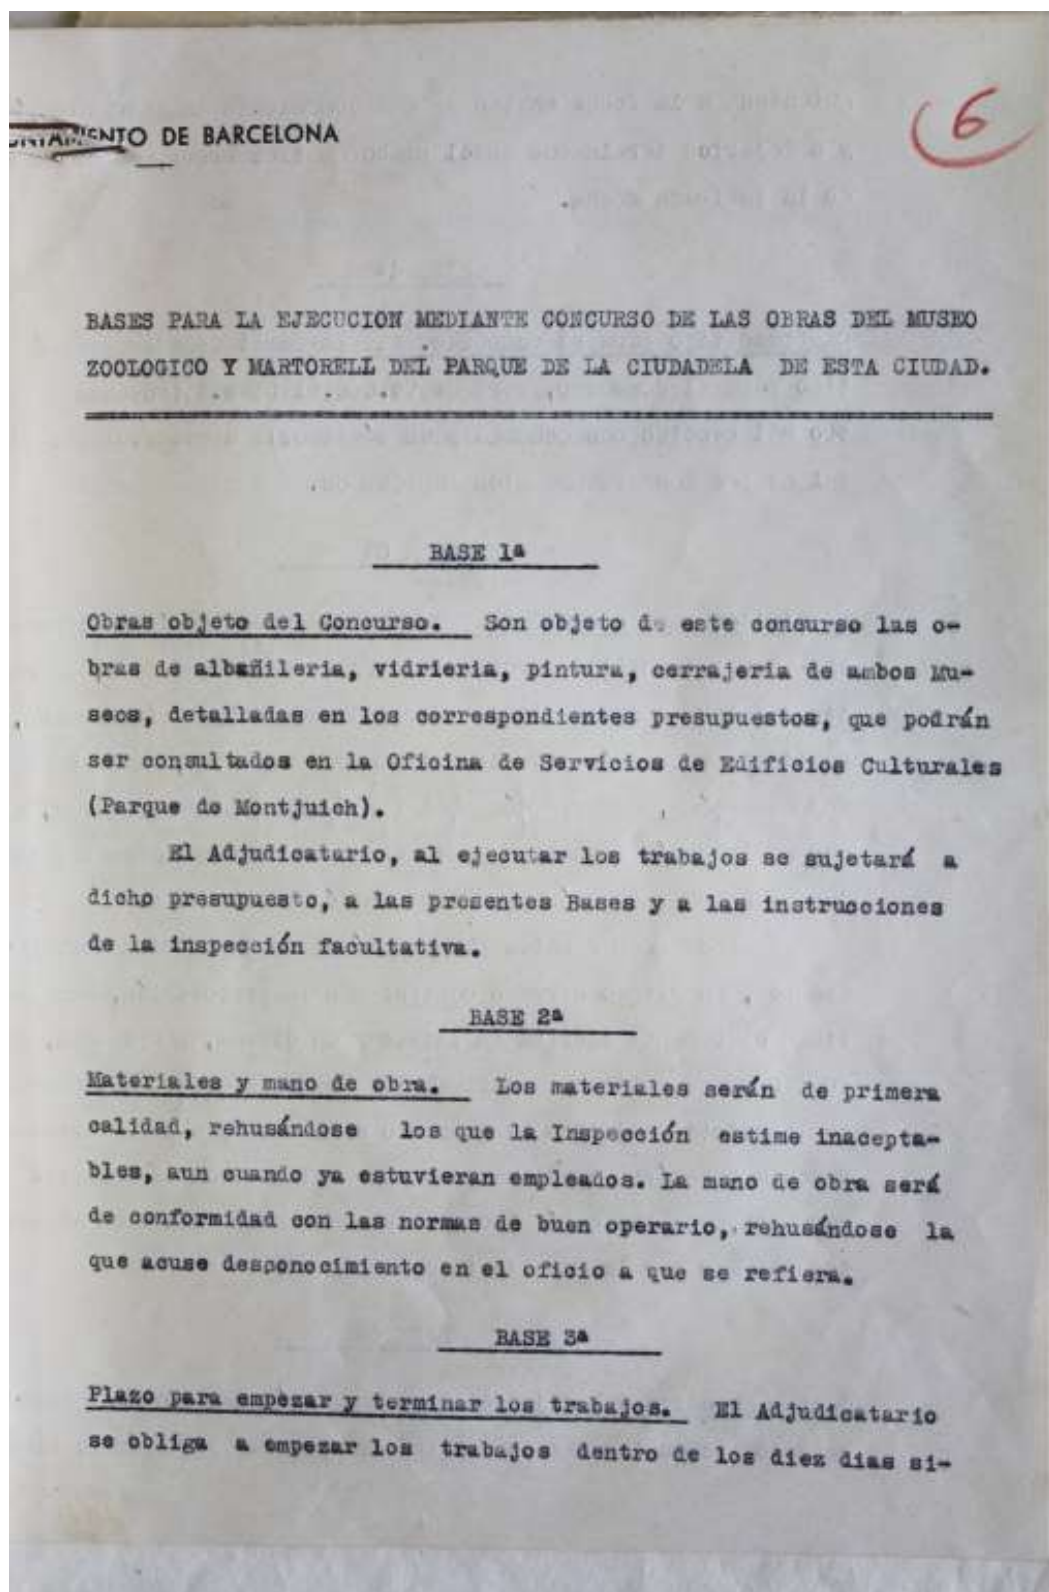 UNTAMIENTO DE BARCELONA
6
BASES PARA LA EJECUCION MEDIANTE CONCURSO DE LAS OBRAS DEL MUSEO
ZOOLOGICO Y MARTORELL DEL PARQUE DE LA CIUDADELA DE ESTA CIUDAD.
BASE 1ª
Obras objeto del Concurso. Son objeto de este concurso las o-
bras de albañileria, vidrieria, pintura, cerrajeria de ambos Mu-
seos, detalladas en los correspondientes presupuestos, que podrán
ser consultados en la Oficina de Servicios de Edificios Culturales
(Parque de Montjuich).
El Adjudicatario, al ejecutar los trabajos se sujetará a
dicho presupuesto, a las presentes Bases y a las instrucciones
de la inspección facultativa.
BASE 2ª
Materiales y mano de obra. Los materiales serán de primera
calidad, rehusándose los que la Inspección estime inacepta-
bles, aun cuando ya estuvieran empleados. La mano de obra será
de conformidad con las normas de buen operario, rehusándose la
que acuse desconocimiento en el oficio a que se refiera.
BASE 3ª
Plazo para empezar y terminar los trabajos. El Adjudicatario
se obliga a empezar los trabajos dentro de los diez dias si-